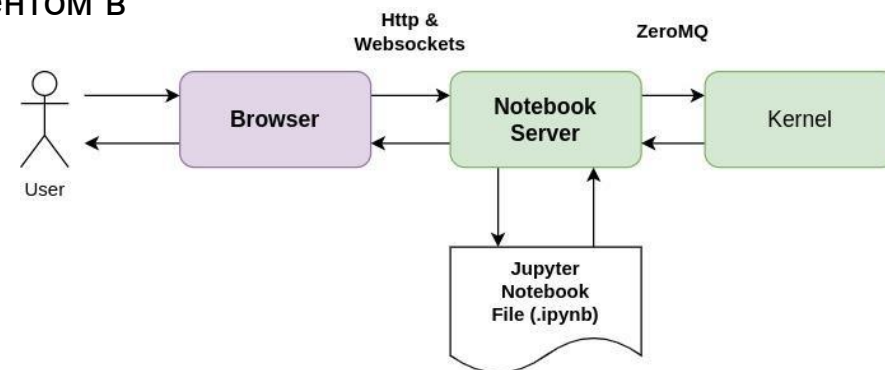 Http &
Websockets
ZeroMQ
Browser
Notebook
Server
Kernel
User
Jupyter
Notebook
File (.ipynb)